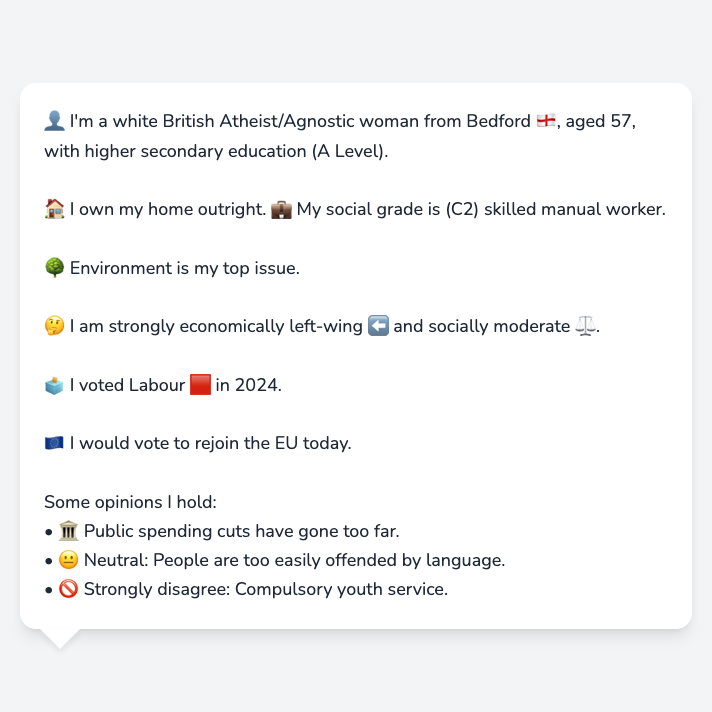 👤 I'm a white British Atheist/Agnostic woman from Bedford 🏴󠁧󠁢󠁥󠁮󠁧󠁿, aged 57,
with higher secondary education (A Level).
🏠 I own my home outright. 💼 My social grade is (C2) skilled manual worker.
🌳 Environment is my top issue.
🤔 I am strongly economically left-wing ⬅️ and socially moderate ⚖️.
🗳️ I voted Labour 🟥 in 2024.
🇪🇺 I would vote to rejoin the EU today.
Some opinions I hold:
• 🏛️ Public spending cuts have gone too far.
• 😐 Neutral: People are too easily offended by language.
• 🚫 Strongly disagree: Compulsory youth service.